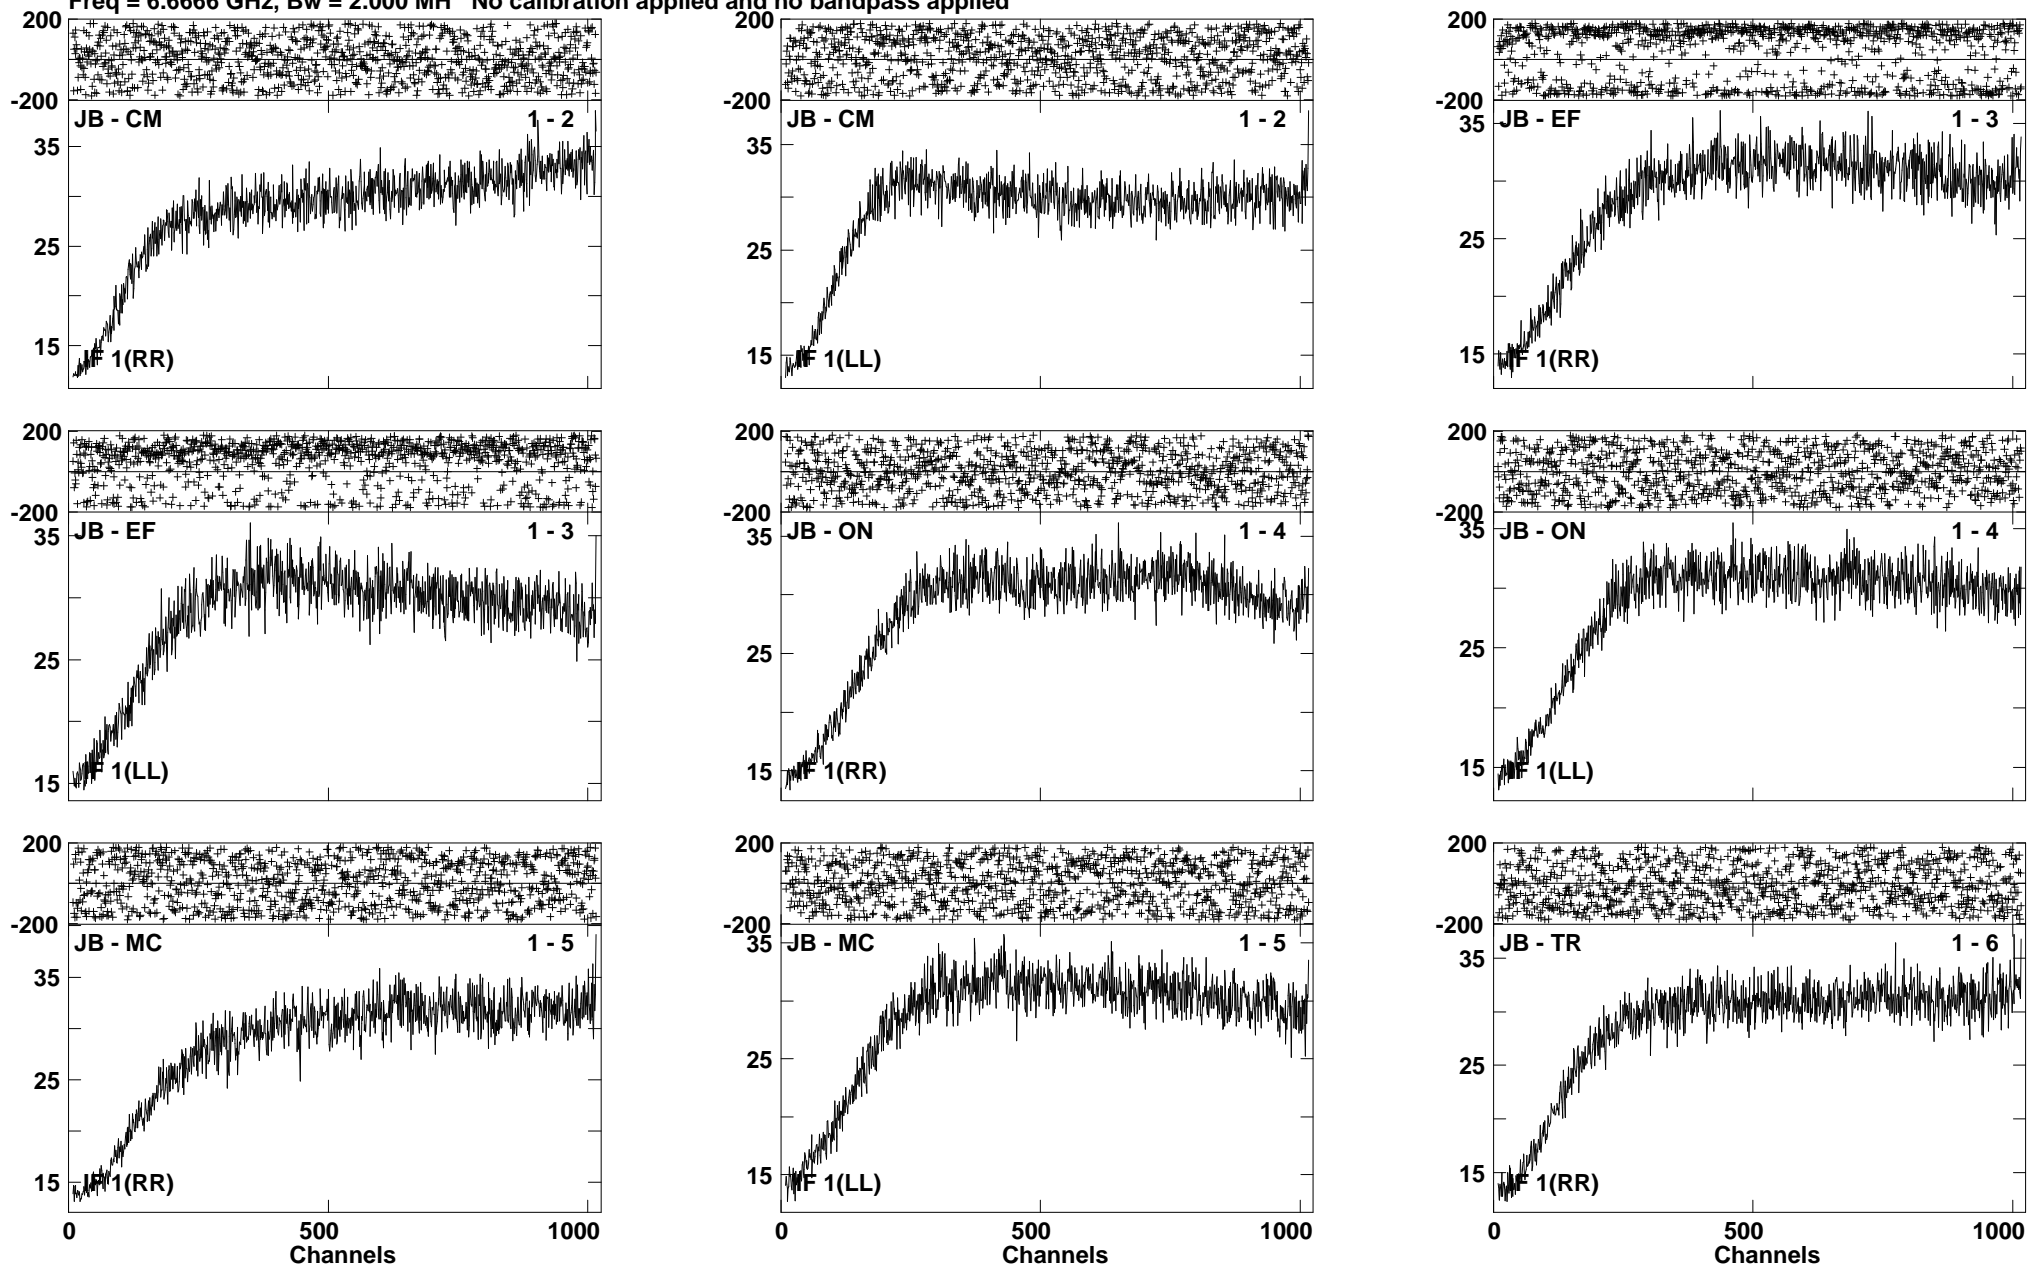 Freq = 6.6666 GHz, Bw = 2.000 MH No calibration applied and no bandpass applied
200 200 200
-200 -200 -200
JB - CM 1 - 2 JB - CM 1 - 2 JB - EF 1 - 3
35 35 35
25 25 25
15 15 15
IF 1(RR) IF 1(LL) IF 1(RR)
200 200 200
-200 -200 -200
JB - EF 1 - 3 JB - ON 1 - 4 JB - ON 1 - 4
35 35 35
25 25 25
15 15 15
IF 1(LL) IF 1(RR) IF 1(LL)
200 200 200
-200 -200 -200
JB - MC 1 - 5 JB - MC 1 - 5 JB - TR 1 - 6
35 35 35
25 25 25
15 15 15
IF 1(RR) IF 1(LL) IF 1(RR)
0 500 1000 0 500 1000 0 500 1000
Channels Channels Channels